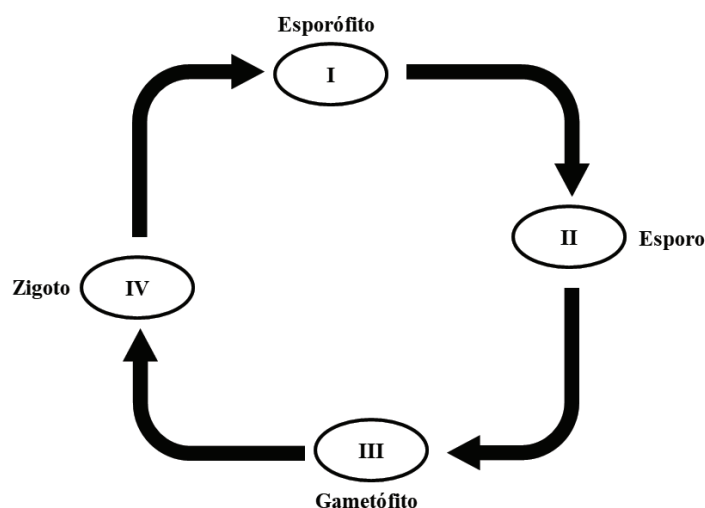 Esporófito
I
II
Esporo
Zigoto
IV
III
Gametófito